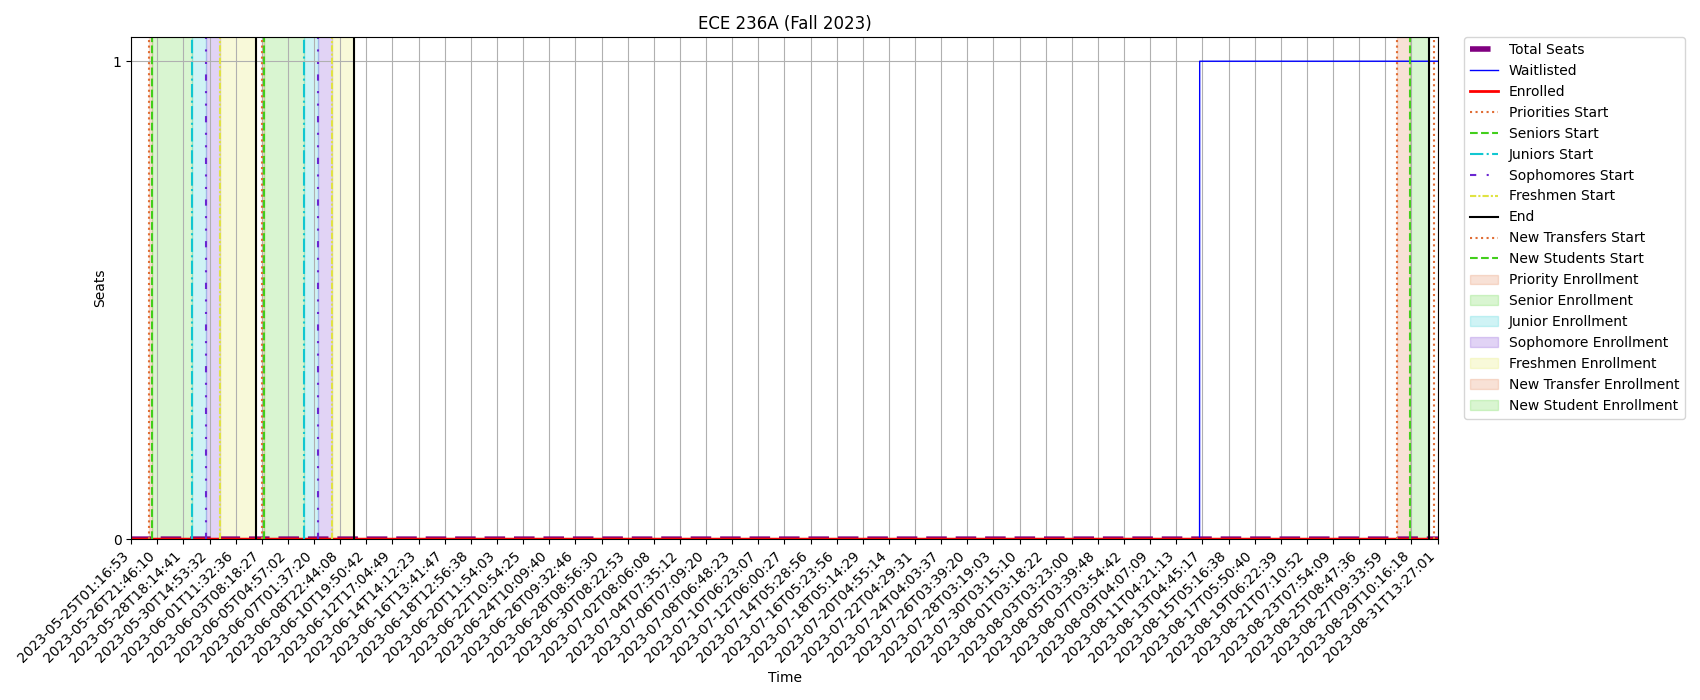 ECE 236A (Fall 2023)
Seats
1
0
2023-05-25T01:16:53
2023-05-26T21:46:10
2023-05-28T18:14:41
2023-05-30T14:53:32
2023-06-01T11:32:36
2023-06-03T08:18:27
2023-06-05T04:57:02
2023-06-07T01:37:20
2023-06-08T22:44:08
2023-06-10T19:50:42
2023-06-12T17:04:49
2023-06-14T14:12:23
2023-06-16T13:41:47
2023-06-18T12:56:38
2023-06-20T11:54:03
2023-06-22T10:54:25
2023-06-24T10:09:40
2023-06-26T09:32:46
2023-06-28T08:56:30
2023-06-30T08:22:53
2023-07-02T08:06:08
2023-07-04T07:35:12
2023-07-06T07:09:20
2023-07-08T06:48:23
2023-07-10T06:23:07
2023-07-12T06:00:27
2023-07-14T05:28:56
2023-07-16T05:23:56
2023-07-18T05:14:29
2023-07-20T04:55:14
2023-07-22T04:29:31
2023-07-24T04:03:37
2023-07-26T03:39:20
2023-07-28T03:19:03
2023-07-30T03:15:10
2023-08-01T03:18:22
2023-08-03T03:23:00
2023-08-05T03:39:48
2023-08-07T03:54:42
2023-08-09T04:07:09
2023-08-11T04:21:13
2023-08-13T04:45:17
2023-08-15T05:16:38
2023-08-17T05:50:40
2023-08-19T06:22:39
2023-08-21T07:10:52
2023-08-23T07:54:09
2023-08-25T08:47:36
2023-08-27T09:33:59
2023-08-29T10:16:18
2023-08-31T13:27:01
Time
Total Seats
Waitlisted
Enrolled
Priorities Start
Seniors Start
Juniors Start
Sophomores Start
Freshmen Start
End
New Transfers Start
New Students Start
Priority Enrollment
Senior Enrollment
Junior Enrollment
Sophomore Enrollment
Freshmen Enrollment
New Transfer Enrollment
New Student Enrollment